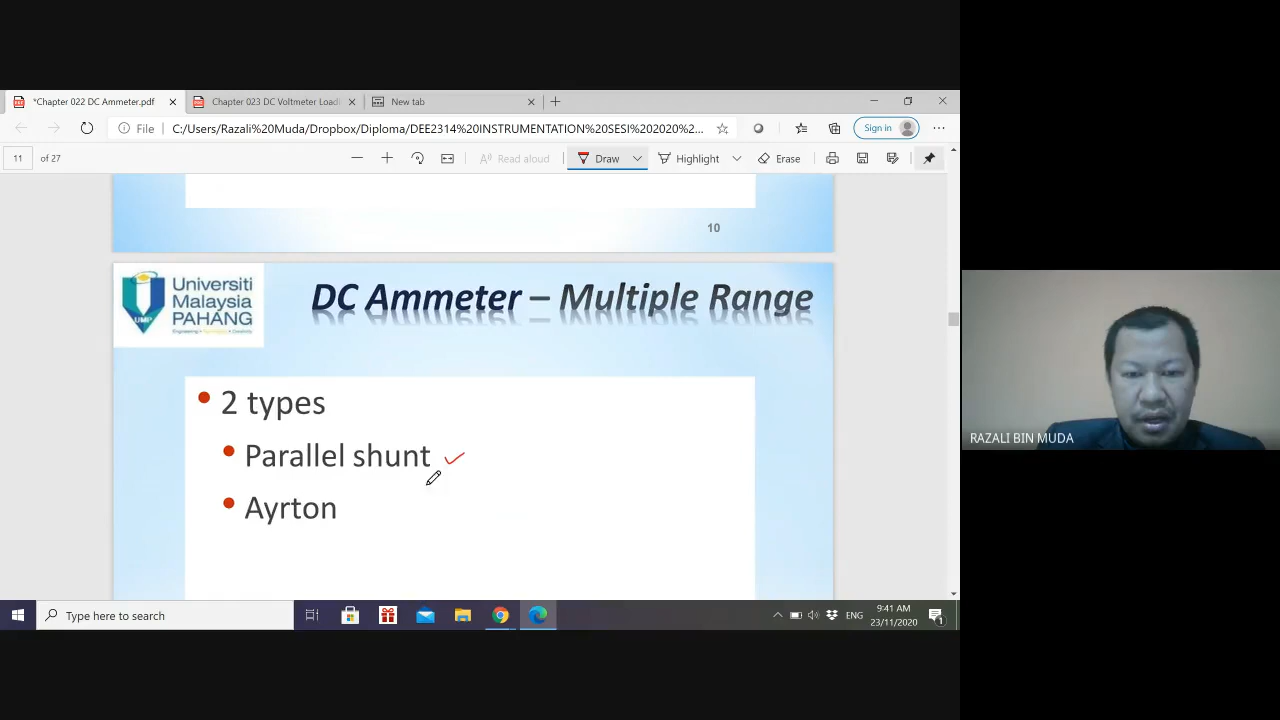 *Chapter 022 DC Ammeter.pdf
Chapter 023 DC Voltmeter Loadi
New tab
File
C:/Users/Razali%20Muda/Dropbox/Diploma/DEE2314%20INSTRUMENTATION%20SESI%202020%2...
Sign in
11 of 27
Read aloud
Draw
Highlight
Erase
10
Universiti
Malaysia
PAHANG
UMP
DC Ammeter – Multiple Range
• 2 types
• Parallel shunt ✓
• Ayrton
RAZALI BIN MUDA
Type here to search
ENG
9:41 AM
23/11/2020
1